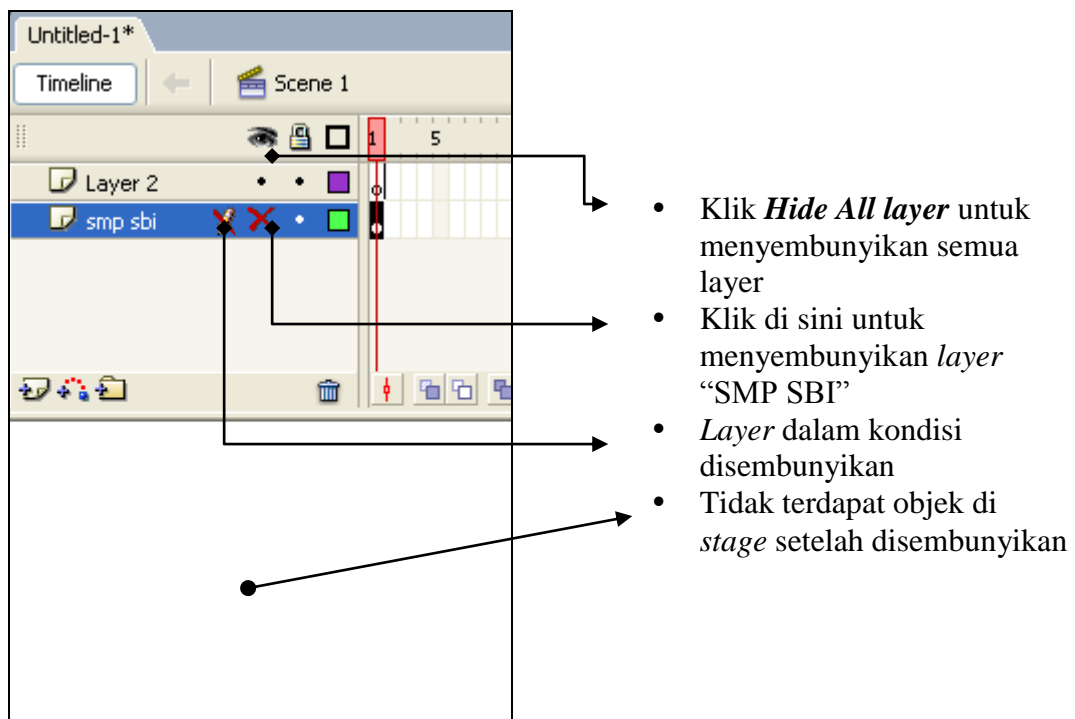 Untitled-1*
Timeline Scene 1
1 5
Layer 2
smp sbi
• Klik Hide All layer untuk
menyembunyikan semua
layer
• Klik di sini untuk
menyembunyikan layer
“SMP SBI”
• Layer dalam kondisi
disembunyikan
• Tidak terdapat objek di
stage setelah disembunyikan